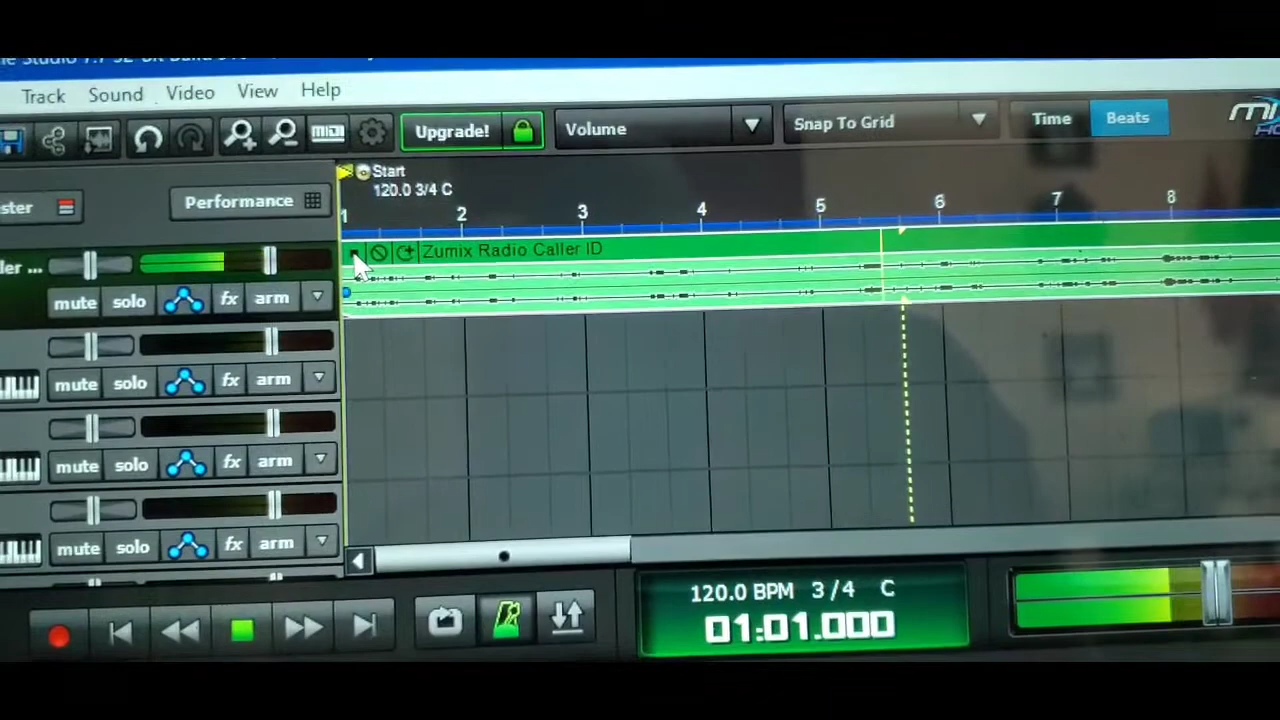 Track Sound Video View Help
Upgrade! Volume Snap To Grid Time Beats
Start
120.0 3/4 C
Performance
1 2 3 4 5 6 7 8
Zumix Radio Caller ID
mute solo fx arm
mute solo fx arm
mute solo fx arm
mute solo fx arm
120.0 BPM 3/4 C
01:01.000